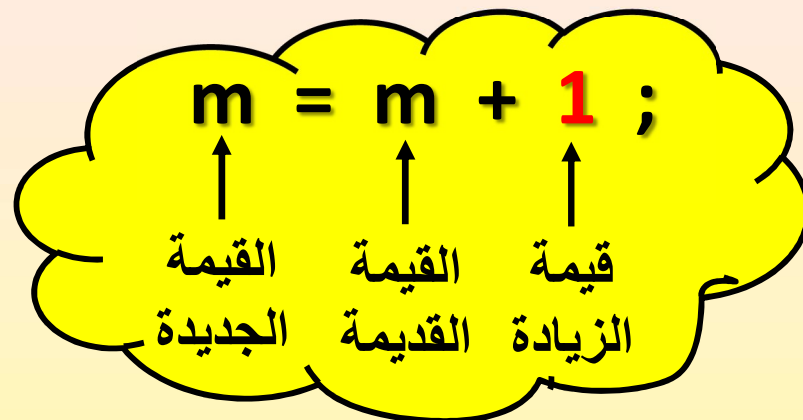 m = m + 1 ;
القيمة الجديدة
القيمة القديمة
قيمة الزيادة